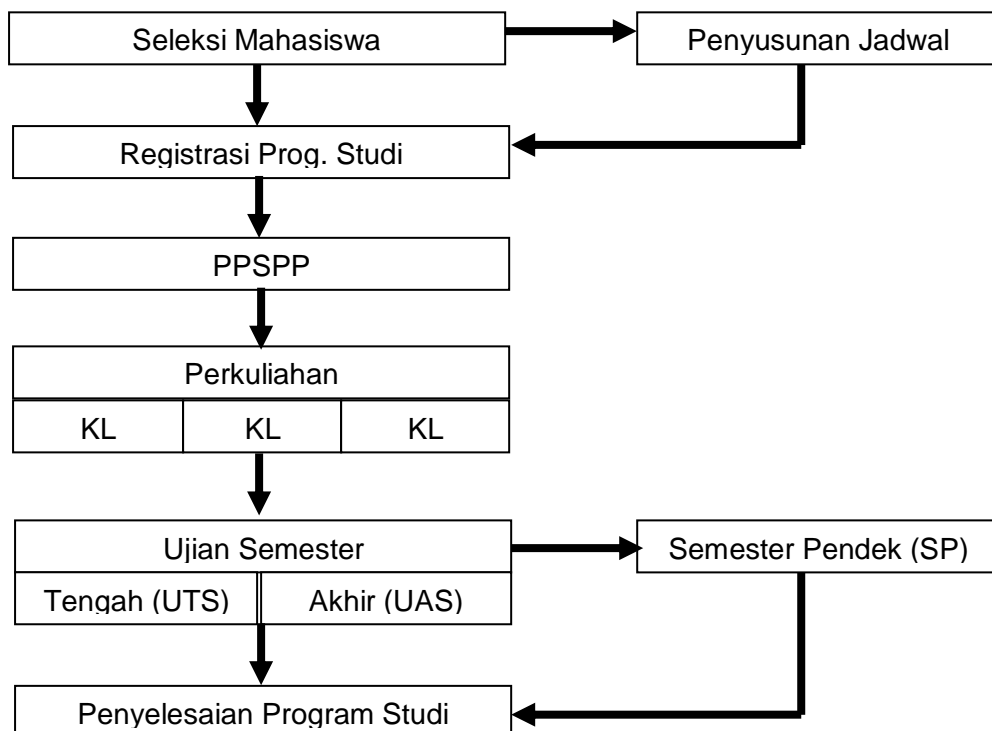 Seleksi Mahasiswa
Penyusunan Jadwal
Registrasi Prog. Studi
PPSPP
Perkuliahan
KL
KL
KL
Ujian Semester
Semester Pendek (SP)
Tengah (UTS)
Akhir (UAS)
Penyelesaian Program Studi